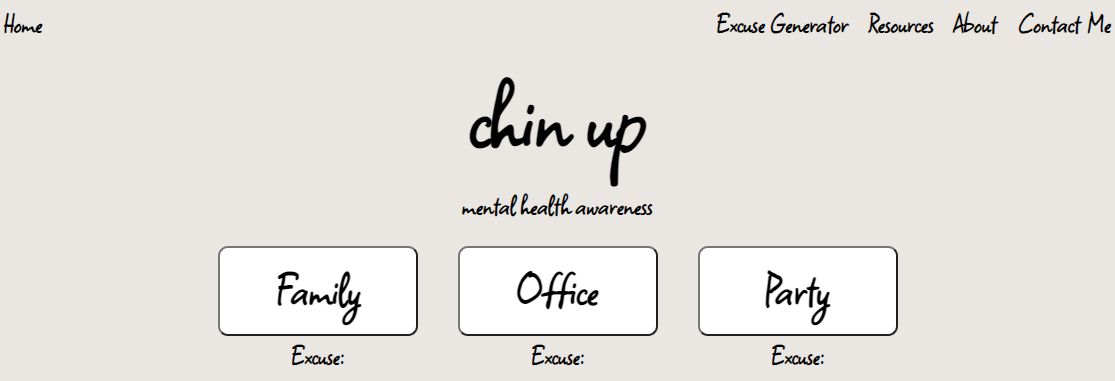 Home Excuse Generator Resources About Contact Me
chin up
mental health awareness
Family Office Party
Excuse: Excuse: Excuse: